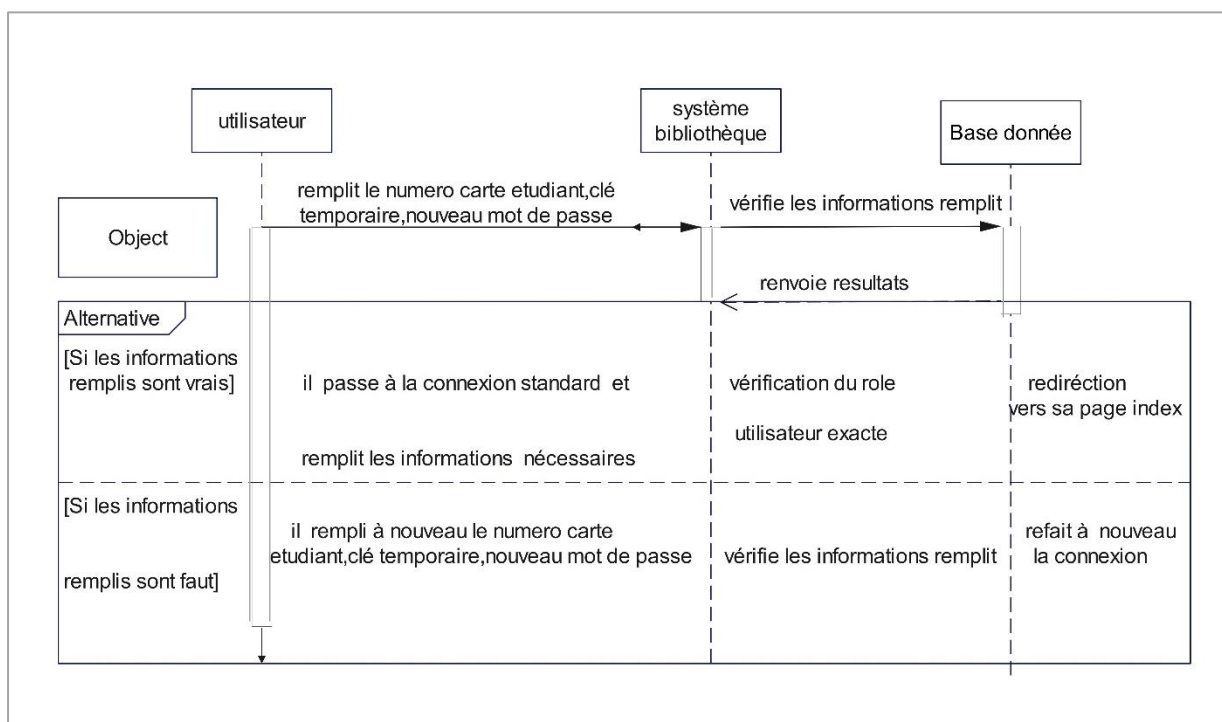 utilisateur
système
bibliothèque
Base donnée
Object
remplit le numero carte etudiant,clé
temporaire,nouveau mot de passe
vérifie les informations remplit
renvoie resultats
Alternative
[Si les informations
remplis sont vrais]
il passe à la connexion standard et
remplit les informations nécessaires
vérification du role
utilisateur exacte
rediréction
vers sa page index
[Si les informations
remplis sont faut]
il rempli à nouveau le numero carte
etudiant,clé temporaire,nouveau mot de passe
vérifie les informations remplit
refait à nouveau
la connexion